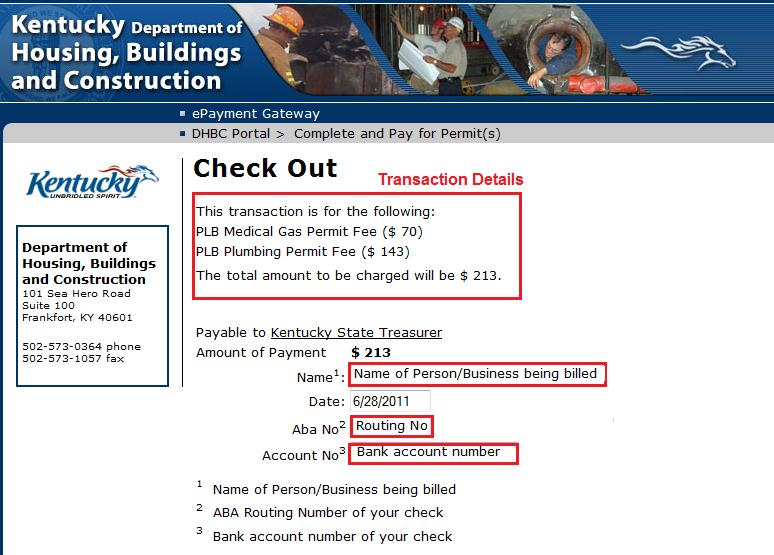 Kentucky Department of
Housing, Buildings
and Construction
ePayment Gateway
DHBC Portal > Complete and Pay for Permit(s)
Kentucky
UNBRIDLED SPIRIT
Department of
Housing, Buildings
and Construction
101 Sea Hero Road
Suite 100
Frankfort, KY 40601
502-573-0364 phone
502-573-1057 fax
Check Out
Transaction Details
This transaction is for the following:
PLB Medical Gas Permit Fee ($ 70)
PLB Plumbing Permit Fee ($ 143)
The total amount to be charged will be $ 213.
Payable to Kentucky State Treasurer
Amount of Payment $ 213
Name1: Name of Person/Business being billed
Date: 6/28/2011
Aba No2 Routing No
Account No3 Bank account number
1 Name of Person/Business being billed
2 ABA Routing Number of your check
3 Bank account number of your check